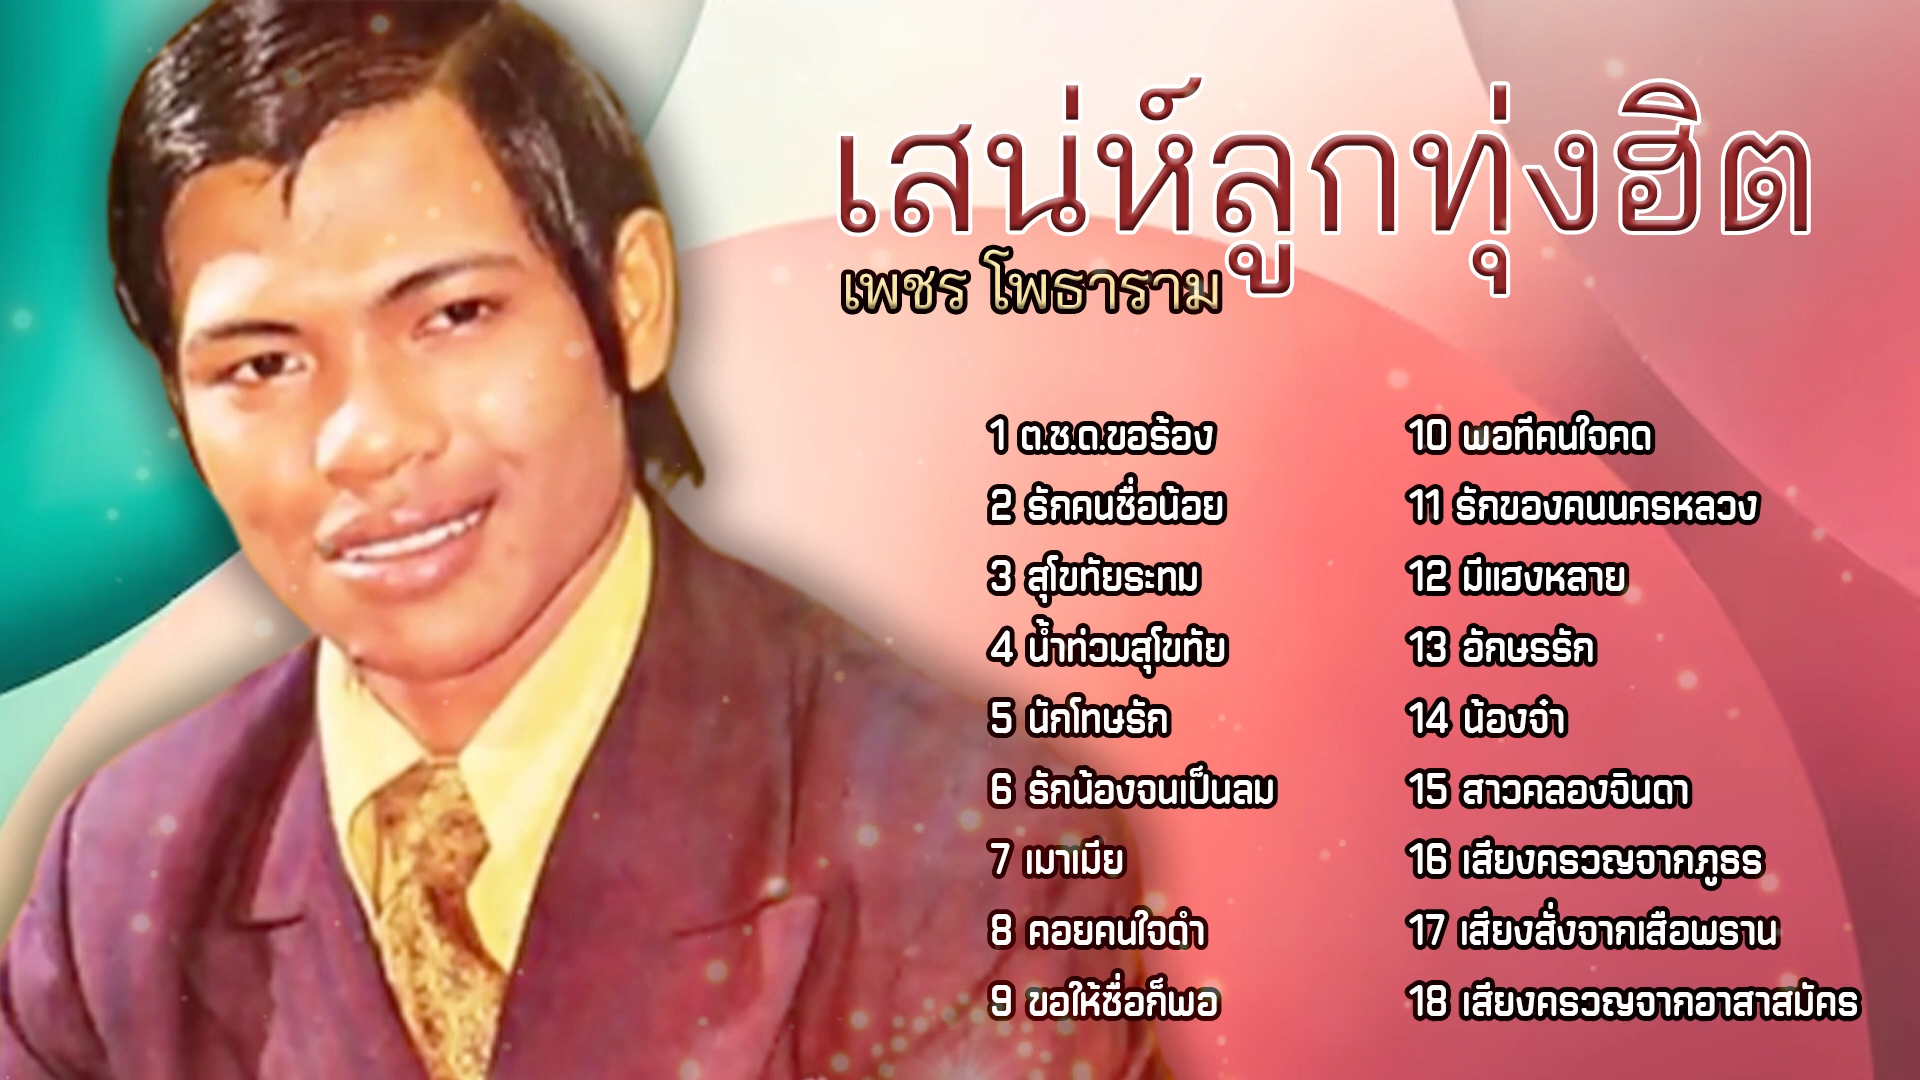 เสน่ห์ลูกทุ่งฮิต
เพชร โพธาราม
1 ต.ช.ด.ขอร้อง
2 รักคนชื่อน้อย
3 สุโขทัยระทม
4 น้ำท่วมสุโขทัย
5 นักโทษรัก
6 รักน้องจนเป็นลม
7 เมาเมีย
8 คอยคนใจดำ
9 ขอให้ซื่อก็พอ
10 พอทีคนใจคด
11 รักของคนนครหลวง
12 มีแฮงหลาย
13 อักษรรัก
14 น้องจ๋า
15 สาวคลองจินดา
16 เสียงครวญจากภูธร
17 เสียงสั่งจากเสือพราน
18 เสียงครวญจากอาสาสมัคร